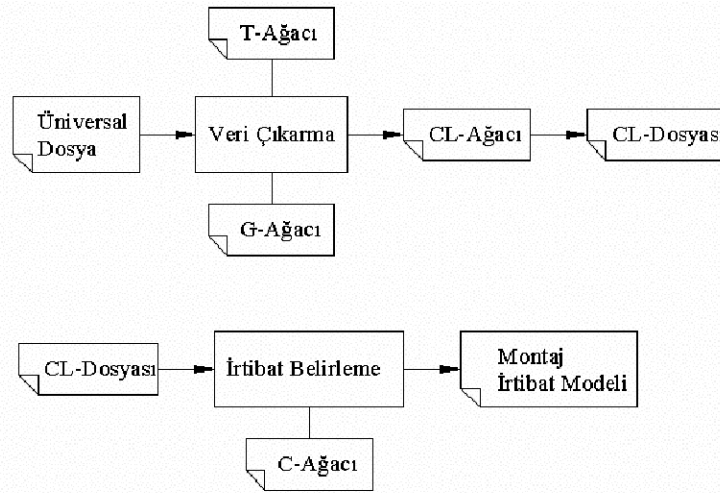 T-Ağacı
Üniversal
Dosya
Veri Çıkarma
CL-Ağacı
CL-Dosyası
G-Ağacı
CL-Dosyası
İrtibat Belirleme
Montaj
İrtibat Modeli
C-Ağacı